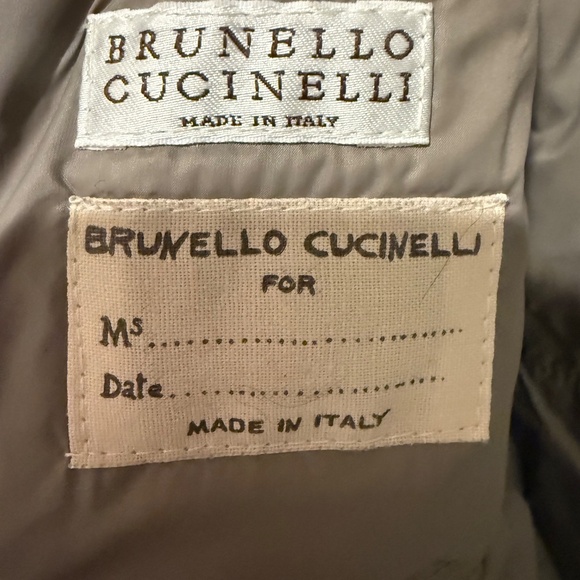 BRUNELLO
CUCINELLI
MADE IN ITALY
BRUNELLO CUCINELLI
FOR
Ms..........................................
Date....................................
MADE IN ITALY